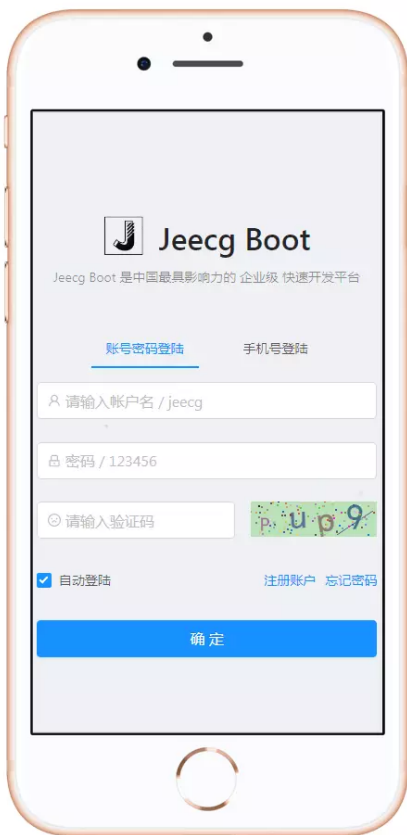 Jeecg Boot
Jeecg Boot 是中国最具影响力的 企业级 快速开发平台
账号密码登陆 手机号登陆
请输入帐户名 / jeecg
密码 / 123456
请输入验证码 pup9
自动登陆 注册账户 忘记密码
确 定